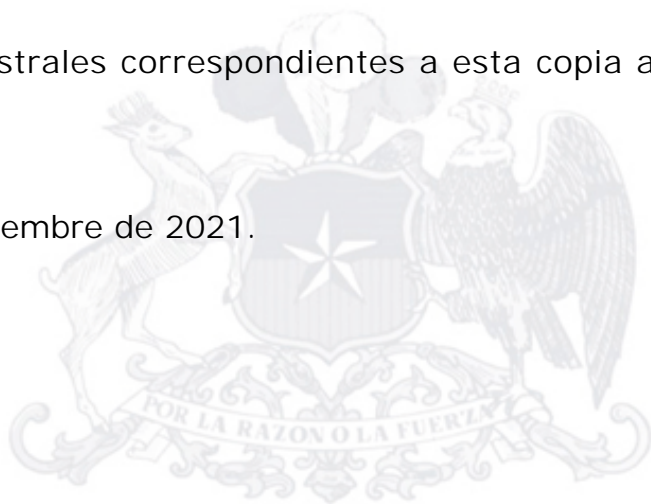 strales correspondientes a esta copia a
embre de 2021.
POR LA RAZON O LA FUERZA